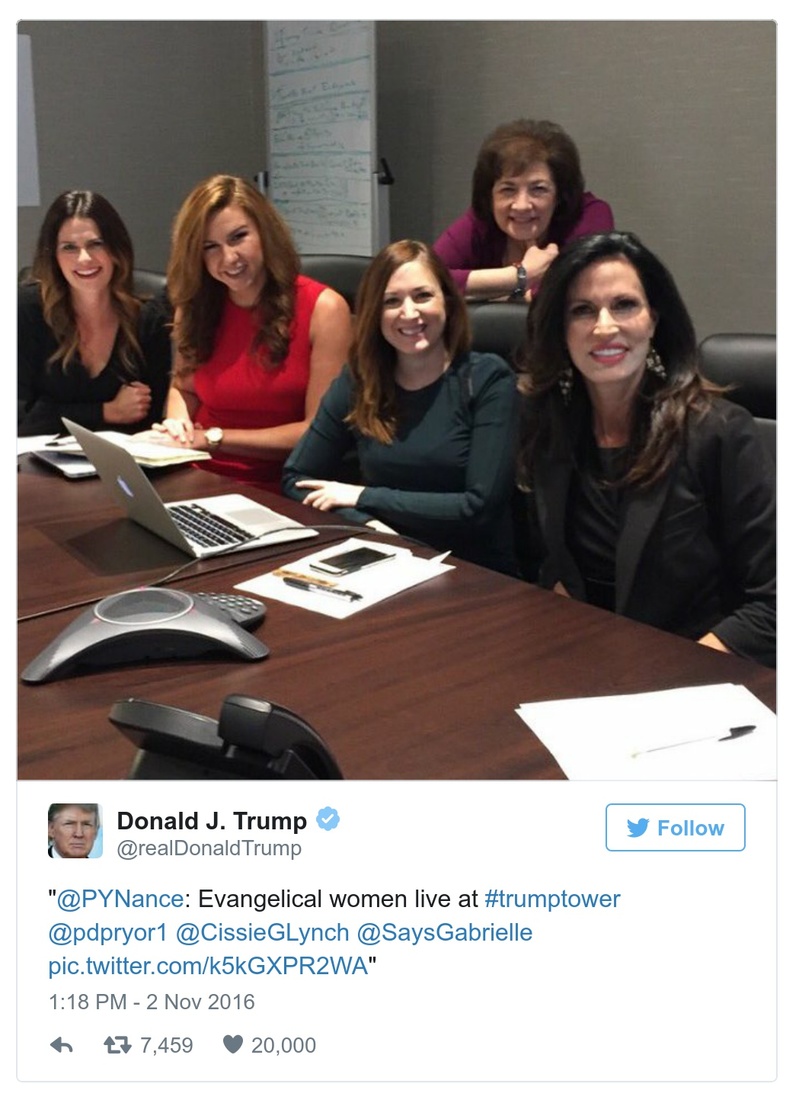 Donald J. Trump
@realDonaldTrump
Follow
"@PYNance: Evangelical women live at #trumptower
@pdpryor1 @CissieGLynch @SaysGabrielle
pic.twitter.com/k5kGXPR2WA"
1:18 PM - 2 Nov 2016
7,459 20,000